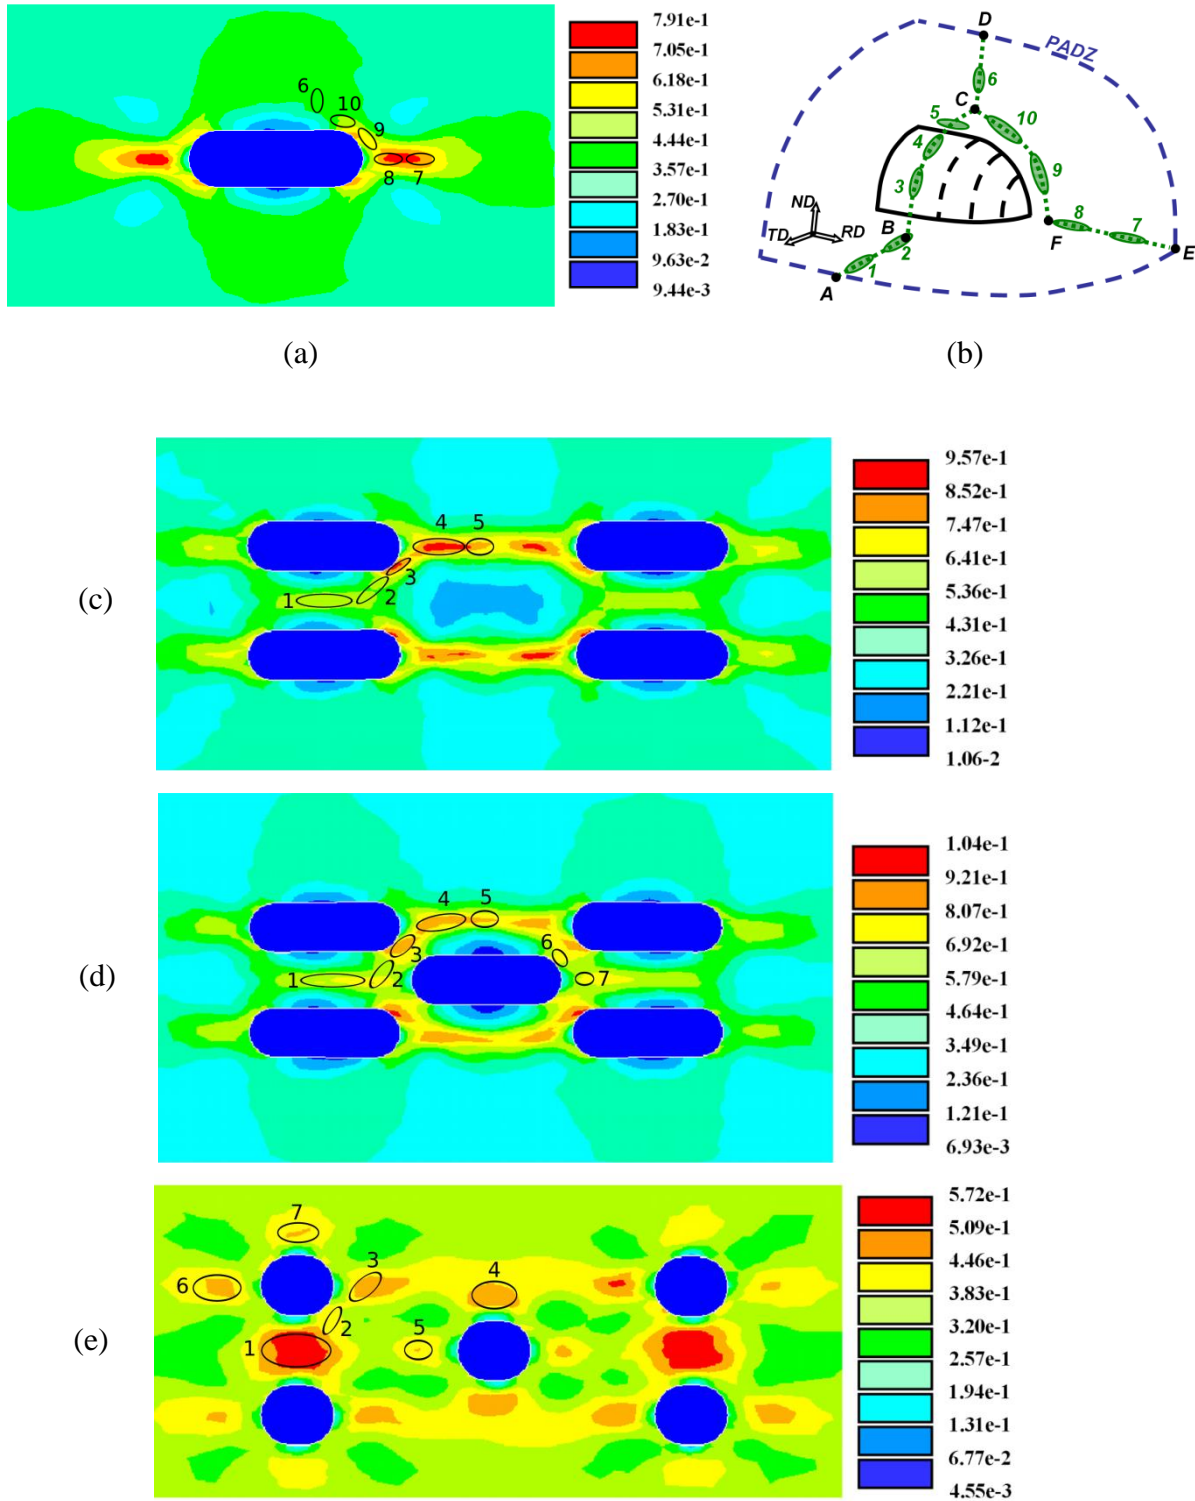 7.91e-1
7.05e-1
6.18e-1
5.31e-1
4.44e-1
3.57e-1
2.70e-1
1.83e-1
9.63e-2
9.44e-3
6
10
9
8 7
(a)
D
PADZ
6
C
5
10
4
9
3
ND
TD RD
B
2
1
A
8
7
F
E
(b)
(c)
4 5
3
2
1
9.57e-1
8.52e-1
7.47e-1
6.41e-1
5.36e-1
4.31e-1
3.26e-1
2.21e-1
1.12e-1
1.06-2
(d)
4 5
3
6
1
2
7
1.04e-1
9.21e-1
8.07e-1
6.92e-1
5.79e-1
4.64e-1
3.49e-1
2.36e-1
1.21e-1
6.93e-3
(e)
7
6
3
4
2
1
5
5.72e-1
5.09e-1
4.46e-1
3.83e-1
3.20e-1
2.57e-1
1.94e-1
1.31e-1
6.77e-2
4.55e-3